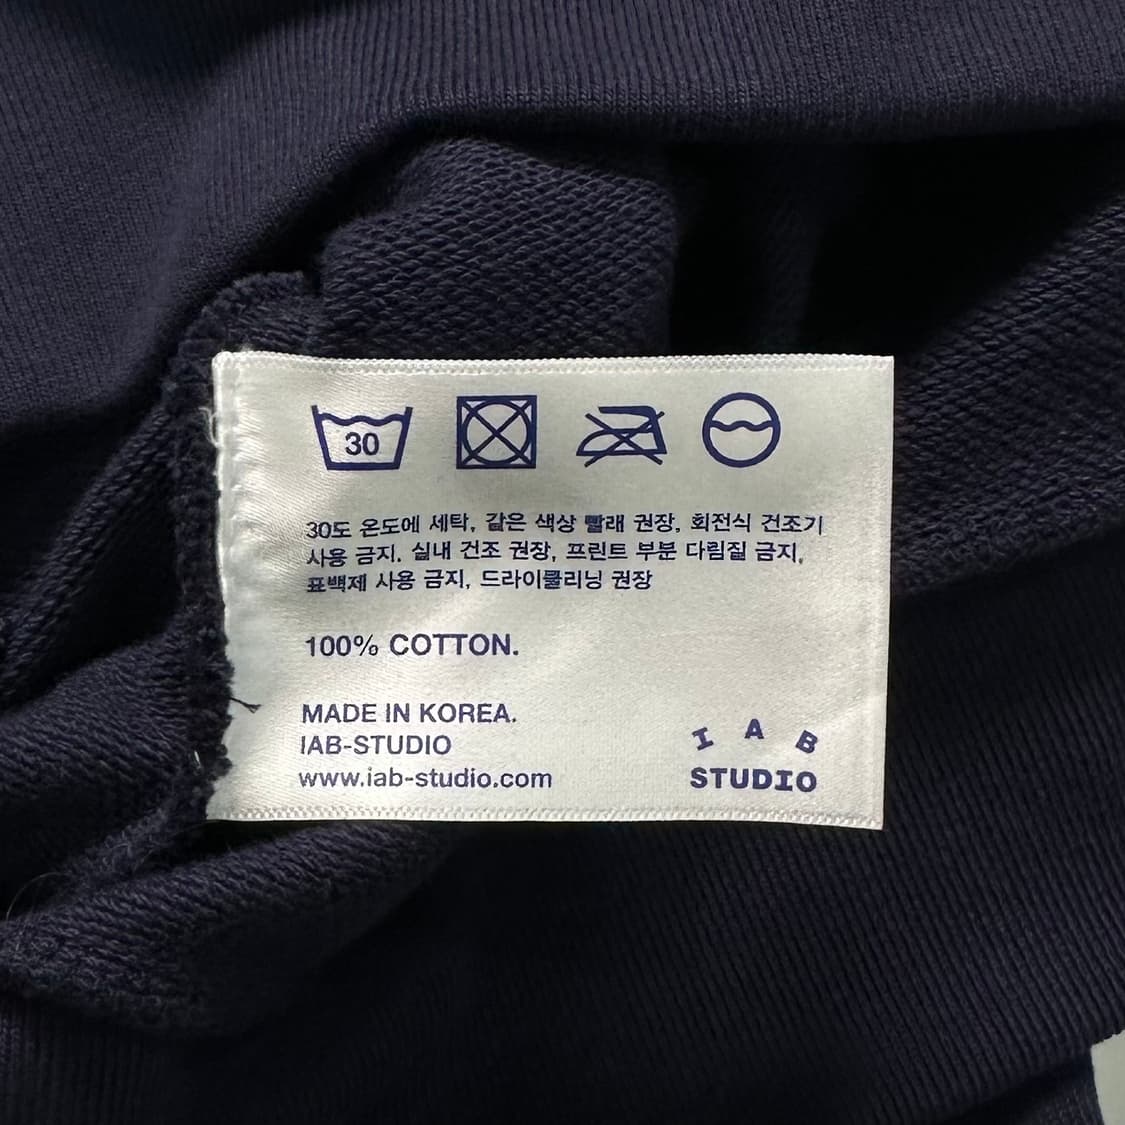 30
30도 온도에 세탁, 같은 색상 빨래 권장, 회전식 건조기
사용 금지, 실내 건조 권장, 프린트 부분 다림질 금지,
표백제 사용 금지, 드라이클리닝 권장
100% COTTON.
MADE IN KOREA.
IAB-STUDIO
www.iab-studio.com
I A B
STUDIO